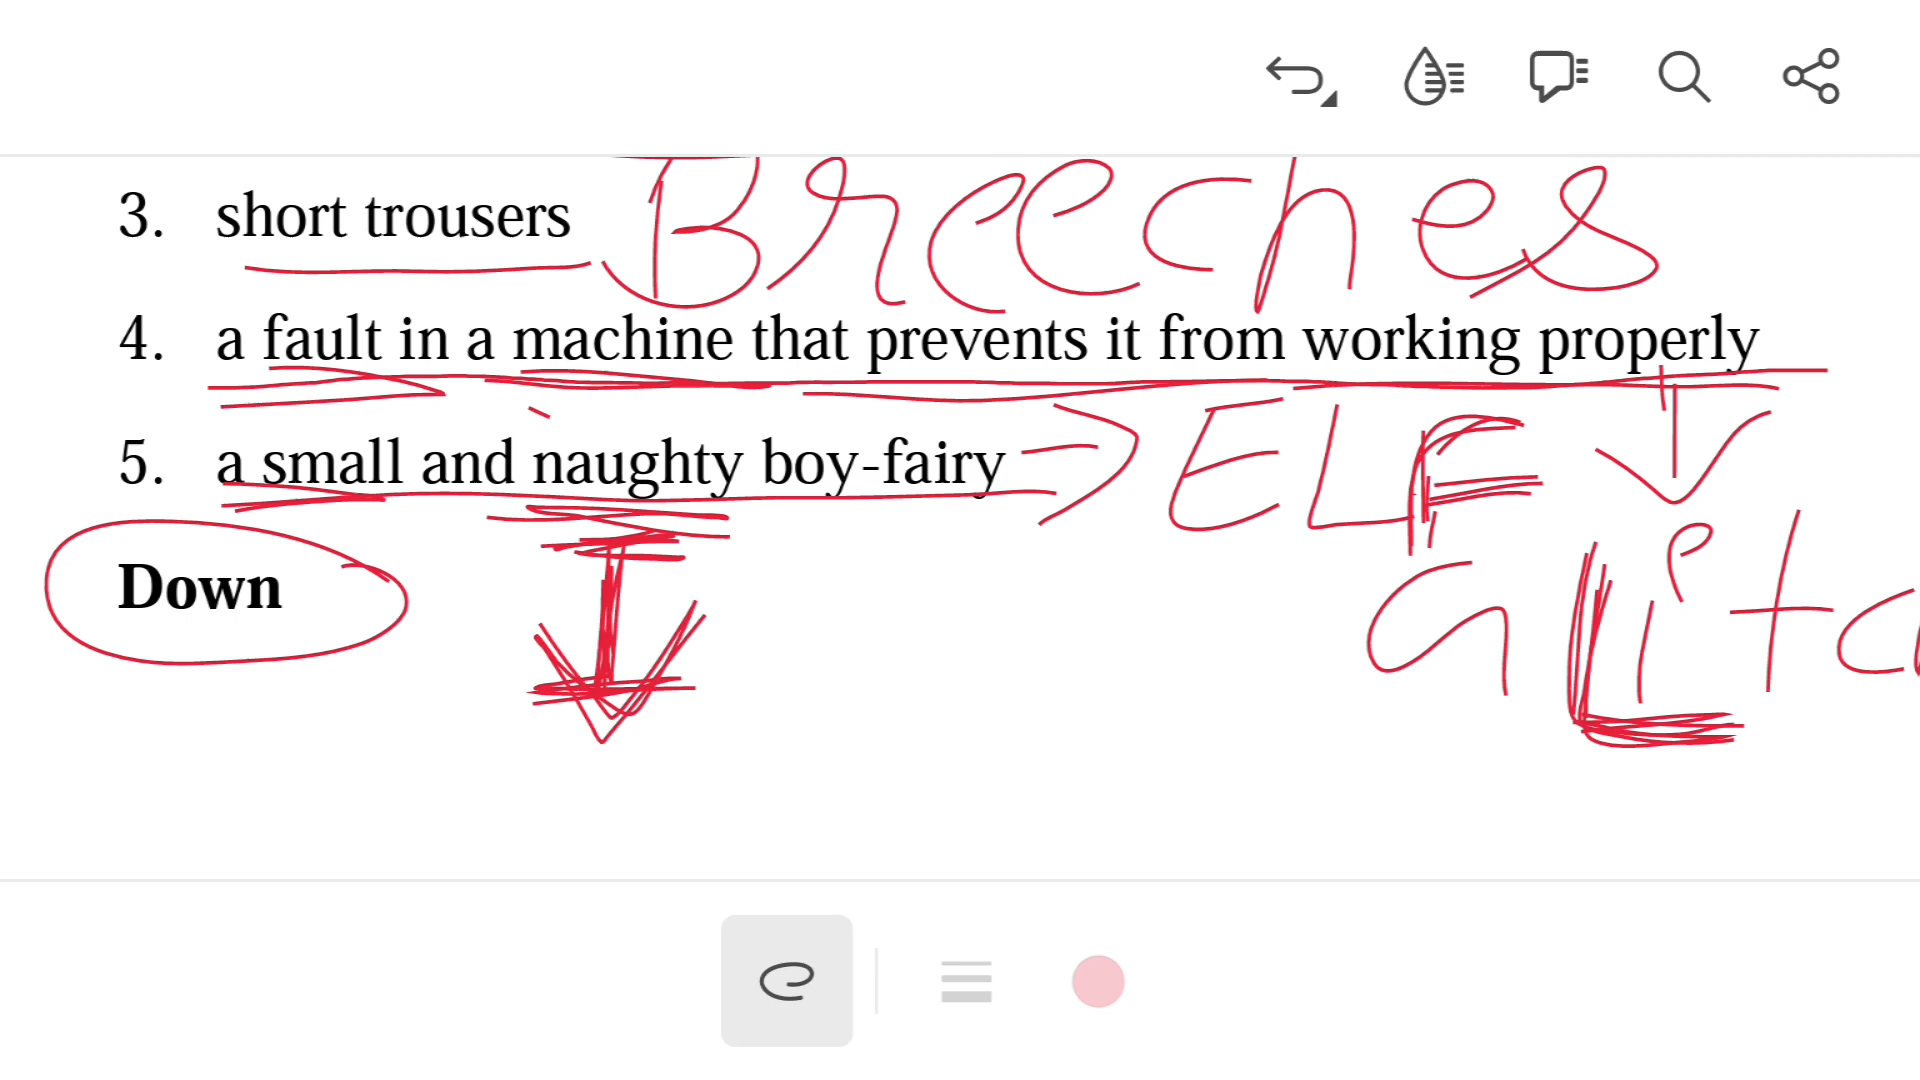 3. short trousers Breeches
4. a fault in a machine that prevents it from working properly
5. a small and naughty boy-fairy ELF
Down